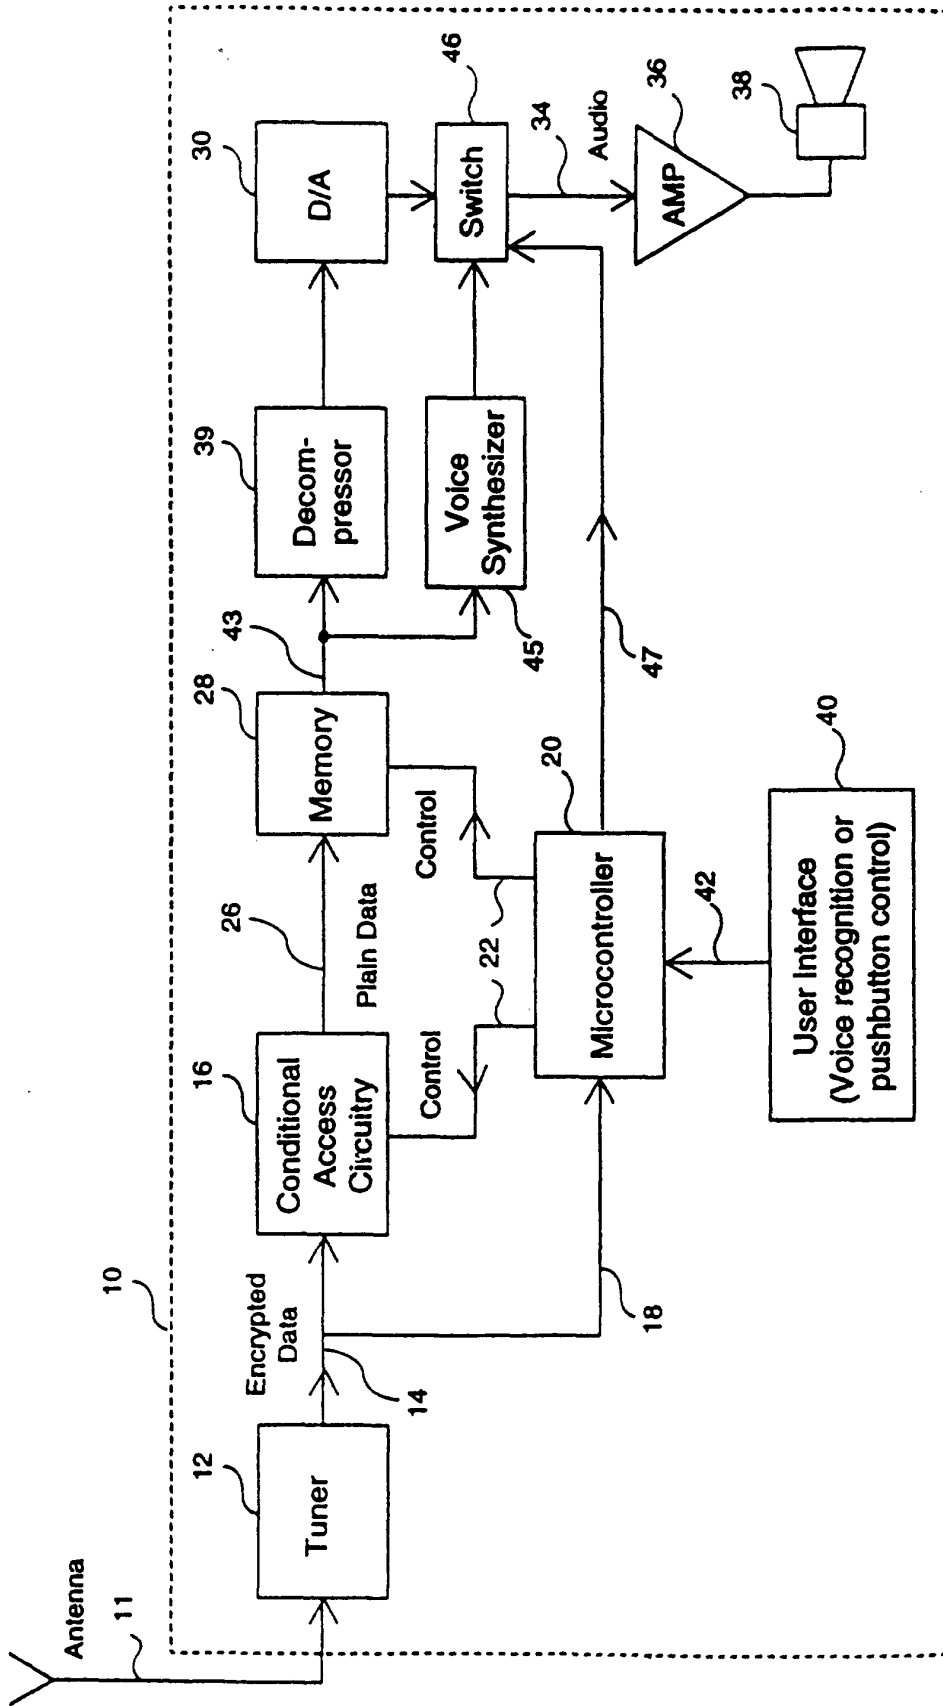 Antenna
11
10
12
Tuner
Encrypted
Data
14
16
Conditional
Access
Circuitry
18
26
Plain Data
28
Memory
43
39
Decom-
pressor
30
D/A
Control
Control
22
20
Microcontroller
45
Voice
Synthesizer
46
Switch
34
Audio
36
AMP
38
47
42
40
User Interface
(Voice recognition or
pushbutton control)